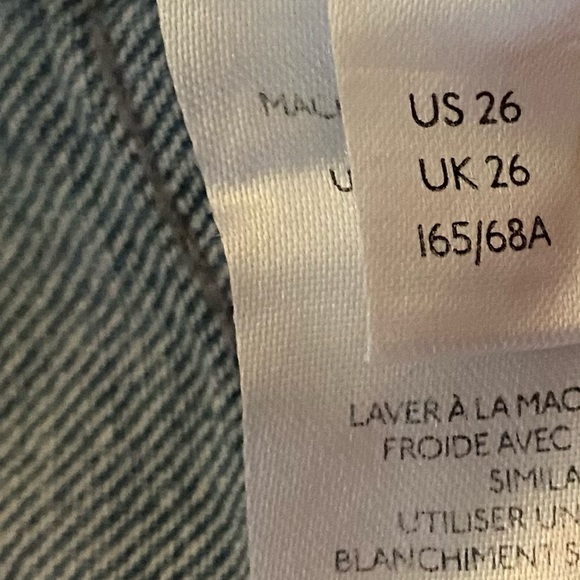 US 26
UK 26
165/68A
LAVER À LA MAC
FROIDE AVEC
SIMILA
UTILISER UN
BLANCHIMENT S